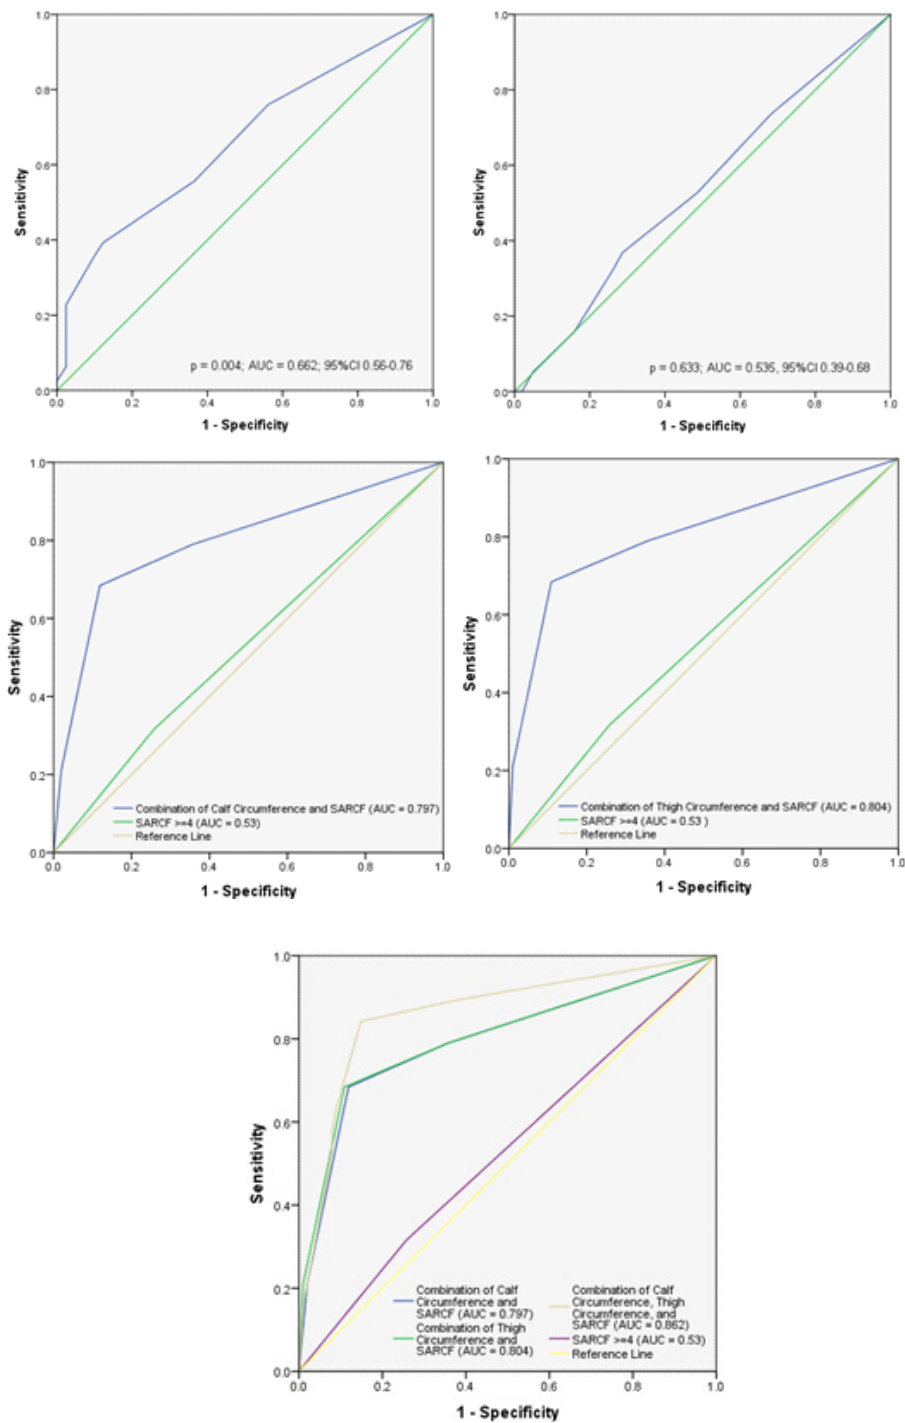 1.0
0.8
0.6
0.4
0.2
0.0
Sensitivity
p = 0.004; AUC = 0.662; 95%CI 0.56-0.76
0.0 0.2 0.4 0.6 0.8 1.0
1 - Specificity
1.0
0.8
0.6
0.4
0.2
0.0
Sensitivity
p = 0.633; AUC = 0.535, 95%CI 0.39-0.68
0.0 0.2 0.4 0.6 0.8 1.0
1 - Specificity
1.0
0.8
0.6
0.4
0.2
0.0
Sensitivity
Combination of Calf Circumference and SARCF (AUC = 0.797)
SARCF >=4 (AUC = 0.53)
Reference Line
0.0 0.2 0.4 0.6 0.8 1.0
1 - Specificity
1.0
0.8
0.6
0.4
0.2
0.0
Sensitivity
Combination of Thigh Circumference and SARCF (AUC = 0.804)
SARCF >=4 (AUC = 0.53 )
Reference Line
0.0 0.2 0.4 0.6 0.8 1.0
1 - Specificity
1.0
0.8
0.6
0.4
0.2
0.0
Sensitivity
Combination of Calf
Circumference and
SARCF (AUC = 0.797)
Combination of Thigh
Circumference and
SARCF (AUC = 0.804)
Combination of Calf
Circumference, Thigh
Circumference, and
SARCF (AUC = 0.862)
SARCF >=4 (AUC = 0.53)
Reference Line
0.0 0.2 0.4 0.6 0.8 1.0
1 - Specificity